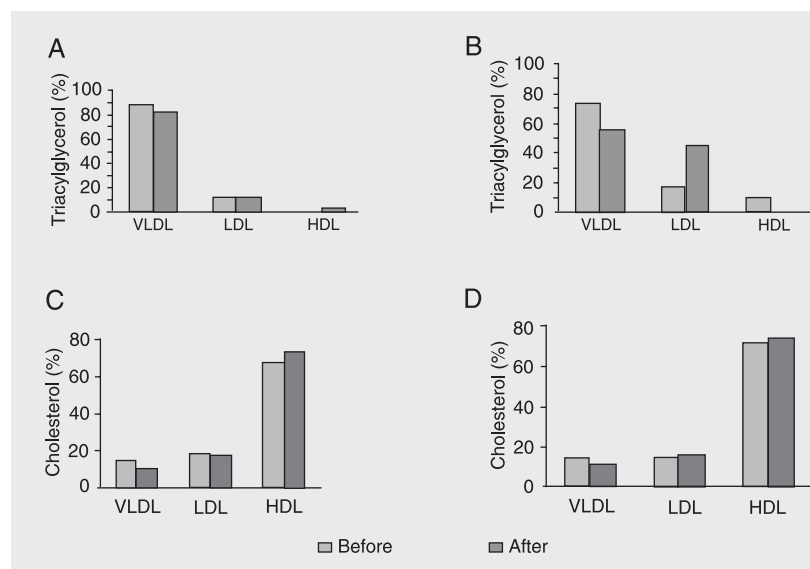 A
Triacylglycerol (%)
100
80
60
40
20
0
VLDL LDL HDL
B
Triacylglycerol (%)
100
80
60
40
20
0
VLDL LDL HDL
C
Cholesterol (%)
80
60
40
20
0
VLDL LDL HDL
D
Cholesterol (%)
80
60
40
20
0
VLDL LDL HDL
Before After